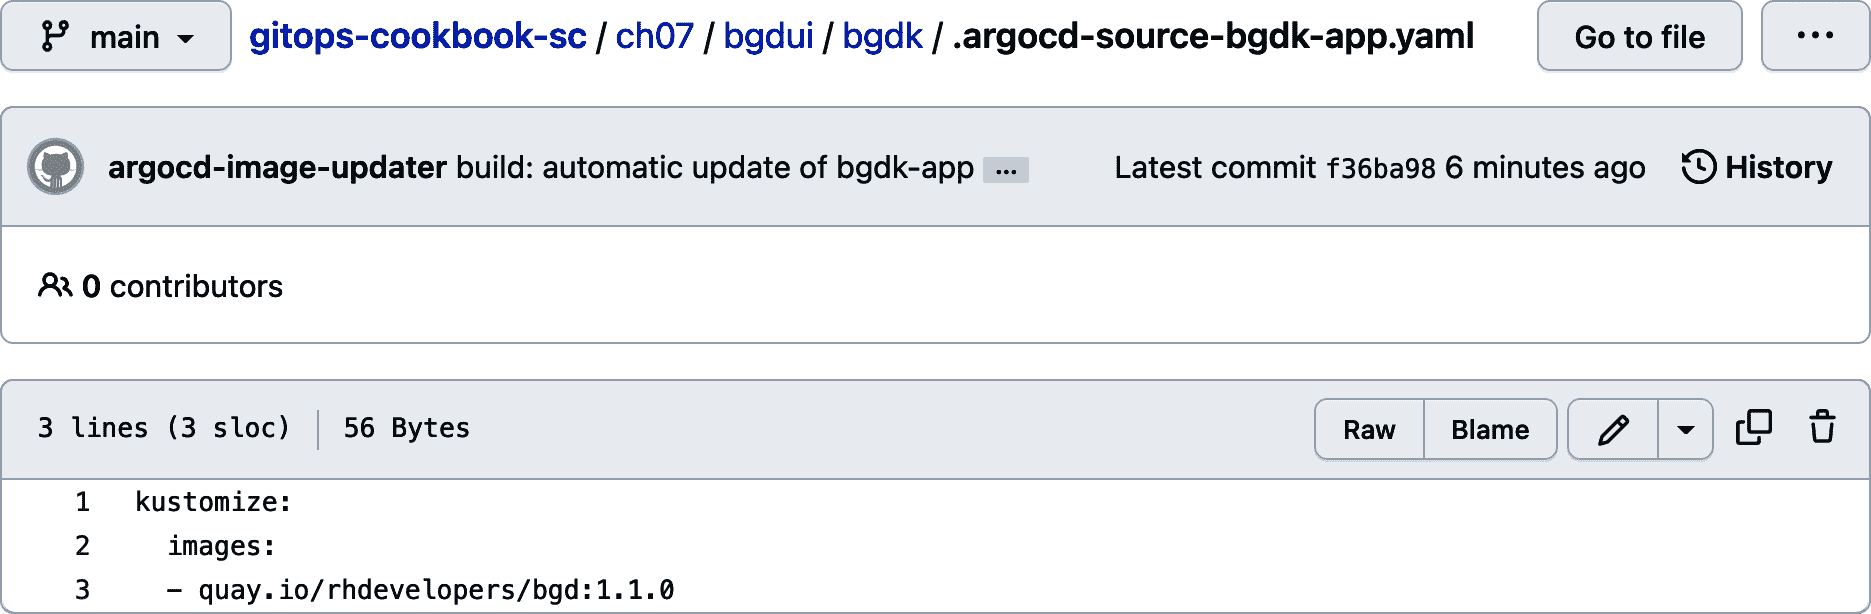 main gitops-cookbook-sc / ch07 / bgdui / bgdk / .argocd-source-bgdk-app.yaml Go to file ...
argocd-image-updater build: automatic update of bgdk-app ... Latest commit f36ba98 6 minutes ago History
0 contributors
3 lines (3 sloc) 56 Bytes Raw Blame
1 kustomize:
2   images:
3   - quay.io/rhdevelopers/bgd:1.1.0